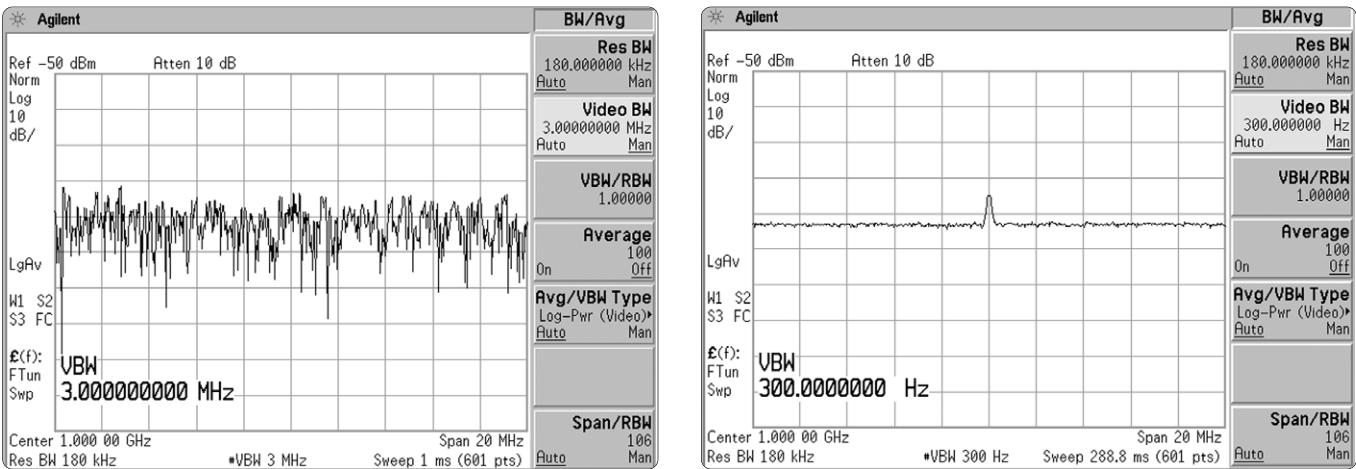 Agilent
BW/Avg
Ref -50 dBm Atten 10 dB
Norm
Log
10
dB/
LgAv
W1 S2
S3 FC
£(f):
FTun
Swp
VBW
3.000000000 MHz
Center 1.000 00 GHz Span 20 MHz
Res BW 180 kHz #VBW 3 MHz Sweep 1 ms (601 pts)
Res BW
180.000000 kHz
Auto Man
Video BW
3.00000000 MHz
Auto Man
VBW/RBW
1.00000
Average
100
On Off
Avg/VBW Type
Log-Pwr (Video)▸
Auto Man
Span/RBW
106
Auto Man
Agilent
BW/Avg
Ref -50 dBm Atten 10 dB
Norm
Log
10
dB/
LgAv
W1 S2
S3 FC
£(f):
FTun
Swp
VBW
300.0000000 Hz
Center 1.000 00 GHz Span 20 MHz
Res BW 180 kHz #VBW 300 Hz Sweep 288.8 ms (601 pts)
Res BW
180.000000 kHz
Auto Man
Video BW
300.000000 Hz
Auto Man
VBW/RBW
1.00000
Average
100
On Off
Avg/VBW Type
Log-Pwr (Video)▸
Auto Man
Span/RBW
106
Auto Man